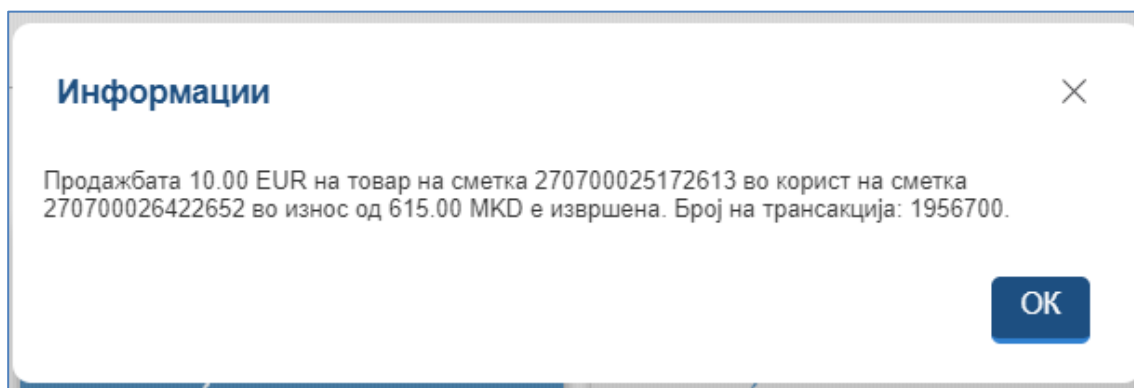 Информации
Продажбата 10.00 EUR на товар на сметка 270700025172613 во корист на сметка
270700026422652 во износ од 615.00 MKD е извршена. Број на трансакција: 1956700.
ОК